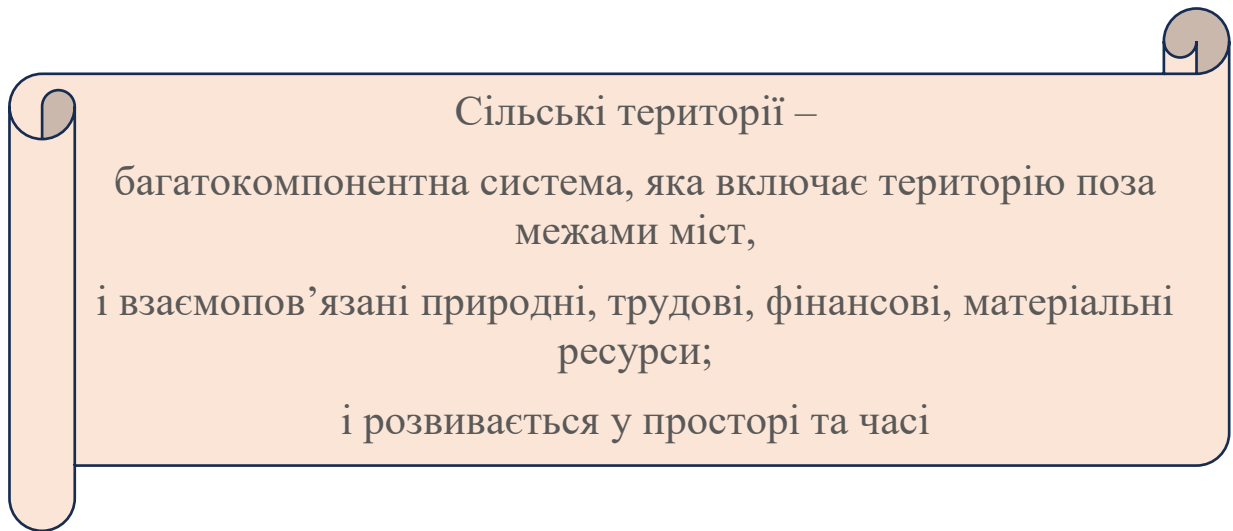 Сільські території –
багатокомпонентна система, яка включає територію поза
межами міст,
і взаємопов’язані природні, трудові, фінансові, матеріальні
ресурси;
і розвивається у просторі та часі